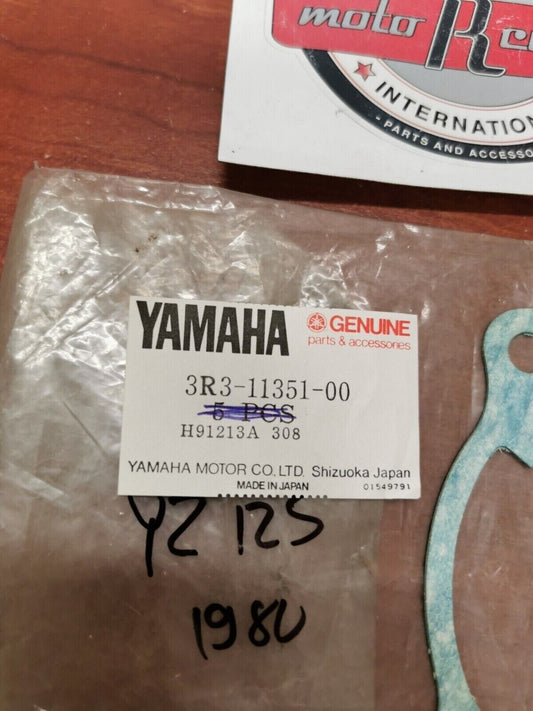 moto R
INTERNATION
PARTS AND ACCESSO
YAMAHA GENUINE
parts & accessories
3R3-11351-00
5 PCS
H91213A 308
YAMAHA MOTOR CO., LTD. Shizuoka Japan
MADE IN JAPAN 01549791
YZ 125
1980